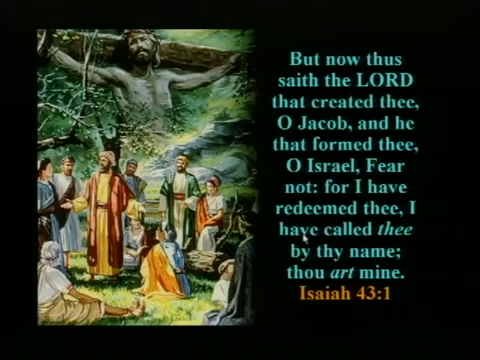 But now thus
saith the LORD
that created thee,
O Jacob, and he
that formed thee,
O Israel, Fear
not: for I have
redeemed thee, I
have called thee
by thy name;
thou art mine.
Isaiah 43:1